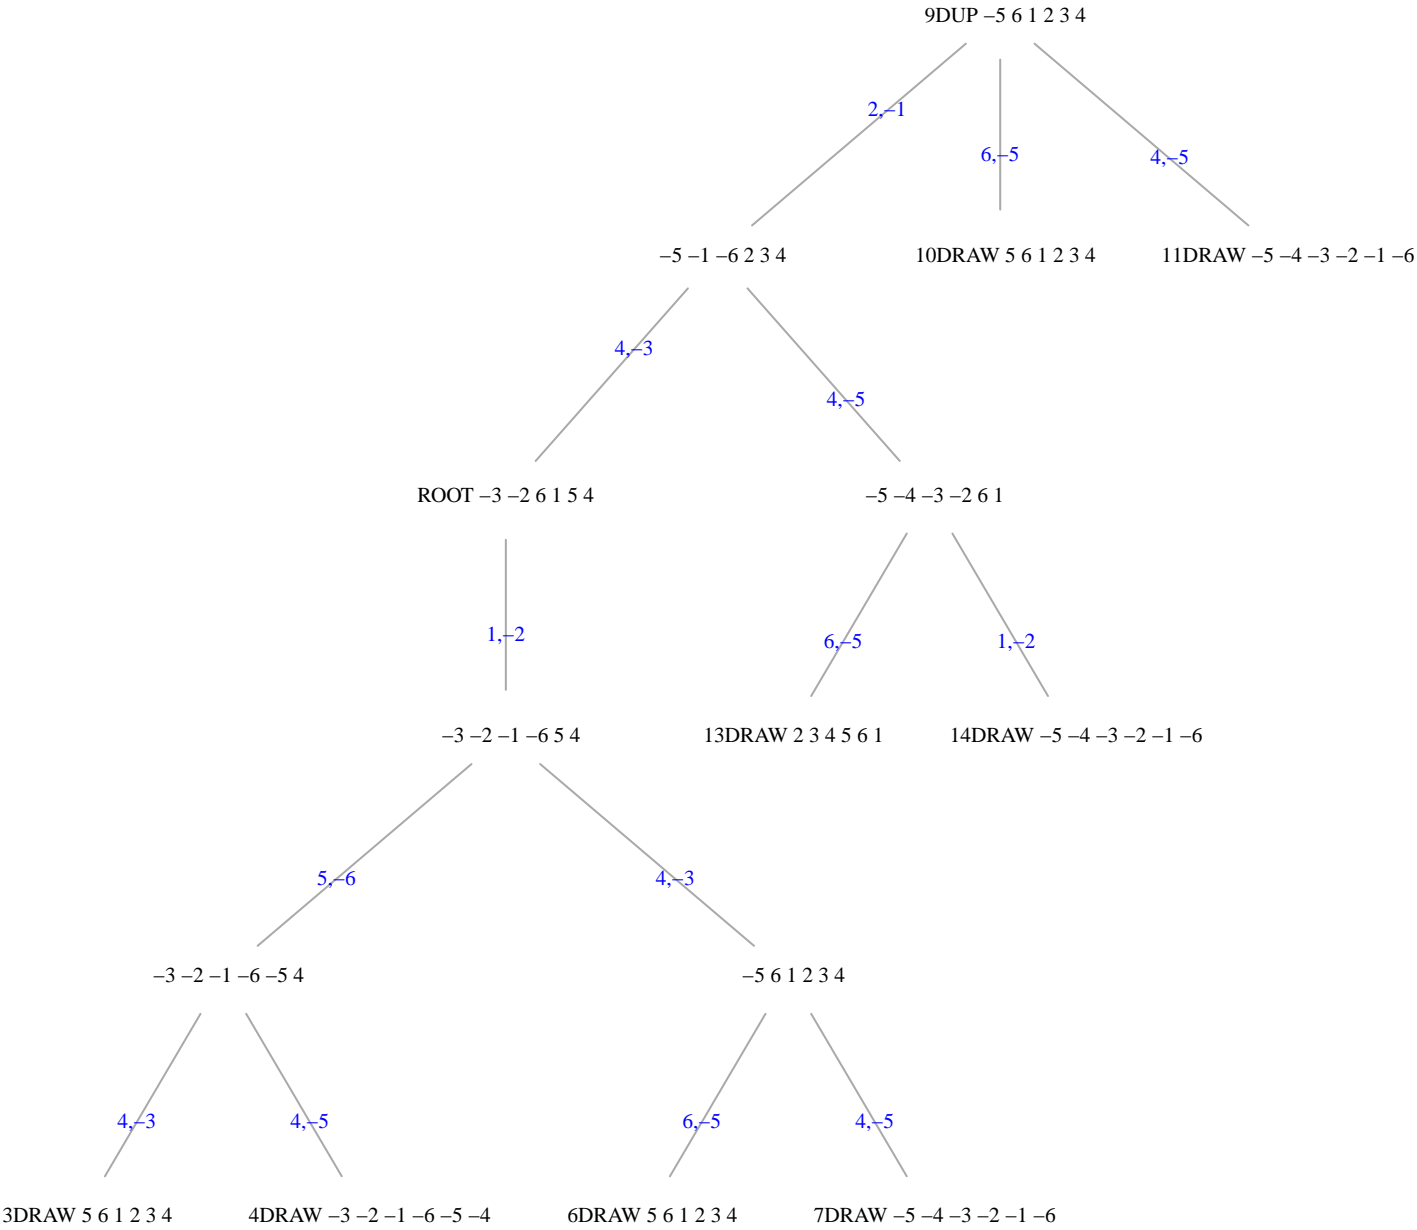 9DUP –5 6 1 2 3 4
2,–1
6,–5
4,–5
–5 –1 –6 2 3 4
10DRAW 5 6 1 2 3 4
11DRAW –5 –4 –3 –2 –1 –6
4,–3
4,–5
ROOT –3 –2 6 1 5 4
–5 –4 –3 –2 6 1
1,–2
6,–5
1,–2
–3 –2 –1 –6 5 4
13DRAW 2 3 4 5 6 1
14DRAW –5 –4 –3 –2 –1 –6
5,–6
4,–3
–3 –2 –1 –6 –5 4
–5 6 1 2 3 4
4,–3
4,–5
6,–5
4,–5
3DRAW 5 6 1 2 3 4
4DRAW –3 –2 –1 –6 –5 –4
6DRAW 5 6 1 2 3 4
7DRAW –5 –4 –3 –2 –1 –6